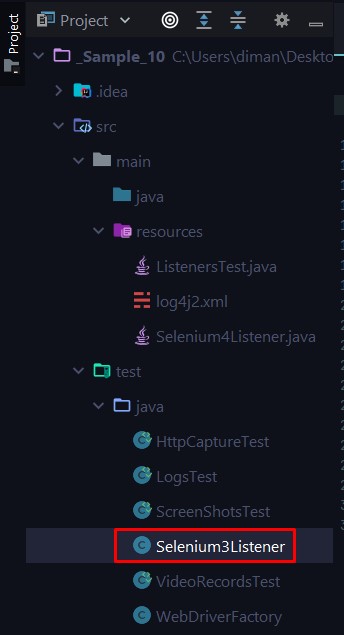 Project
Project
_Sample_10 C:\Users\diman\Deskto
.idea
src
main
java
resources
ListenersTest.java
log4j2.xml
Selenium4Listener.java
test
java
HttpCaptureTest
LogsTest
ScreenShotsTest
Selenium3Listener
VideoRecordsTest
WebDriverFactory